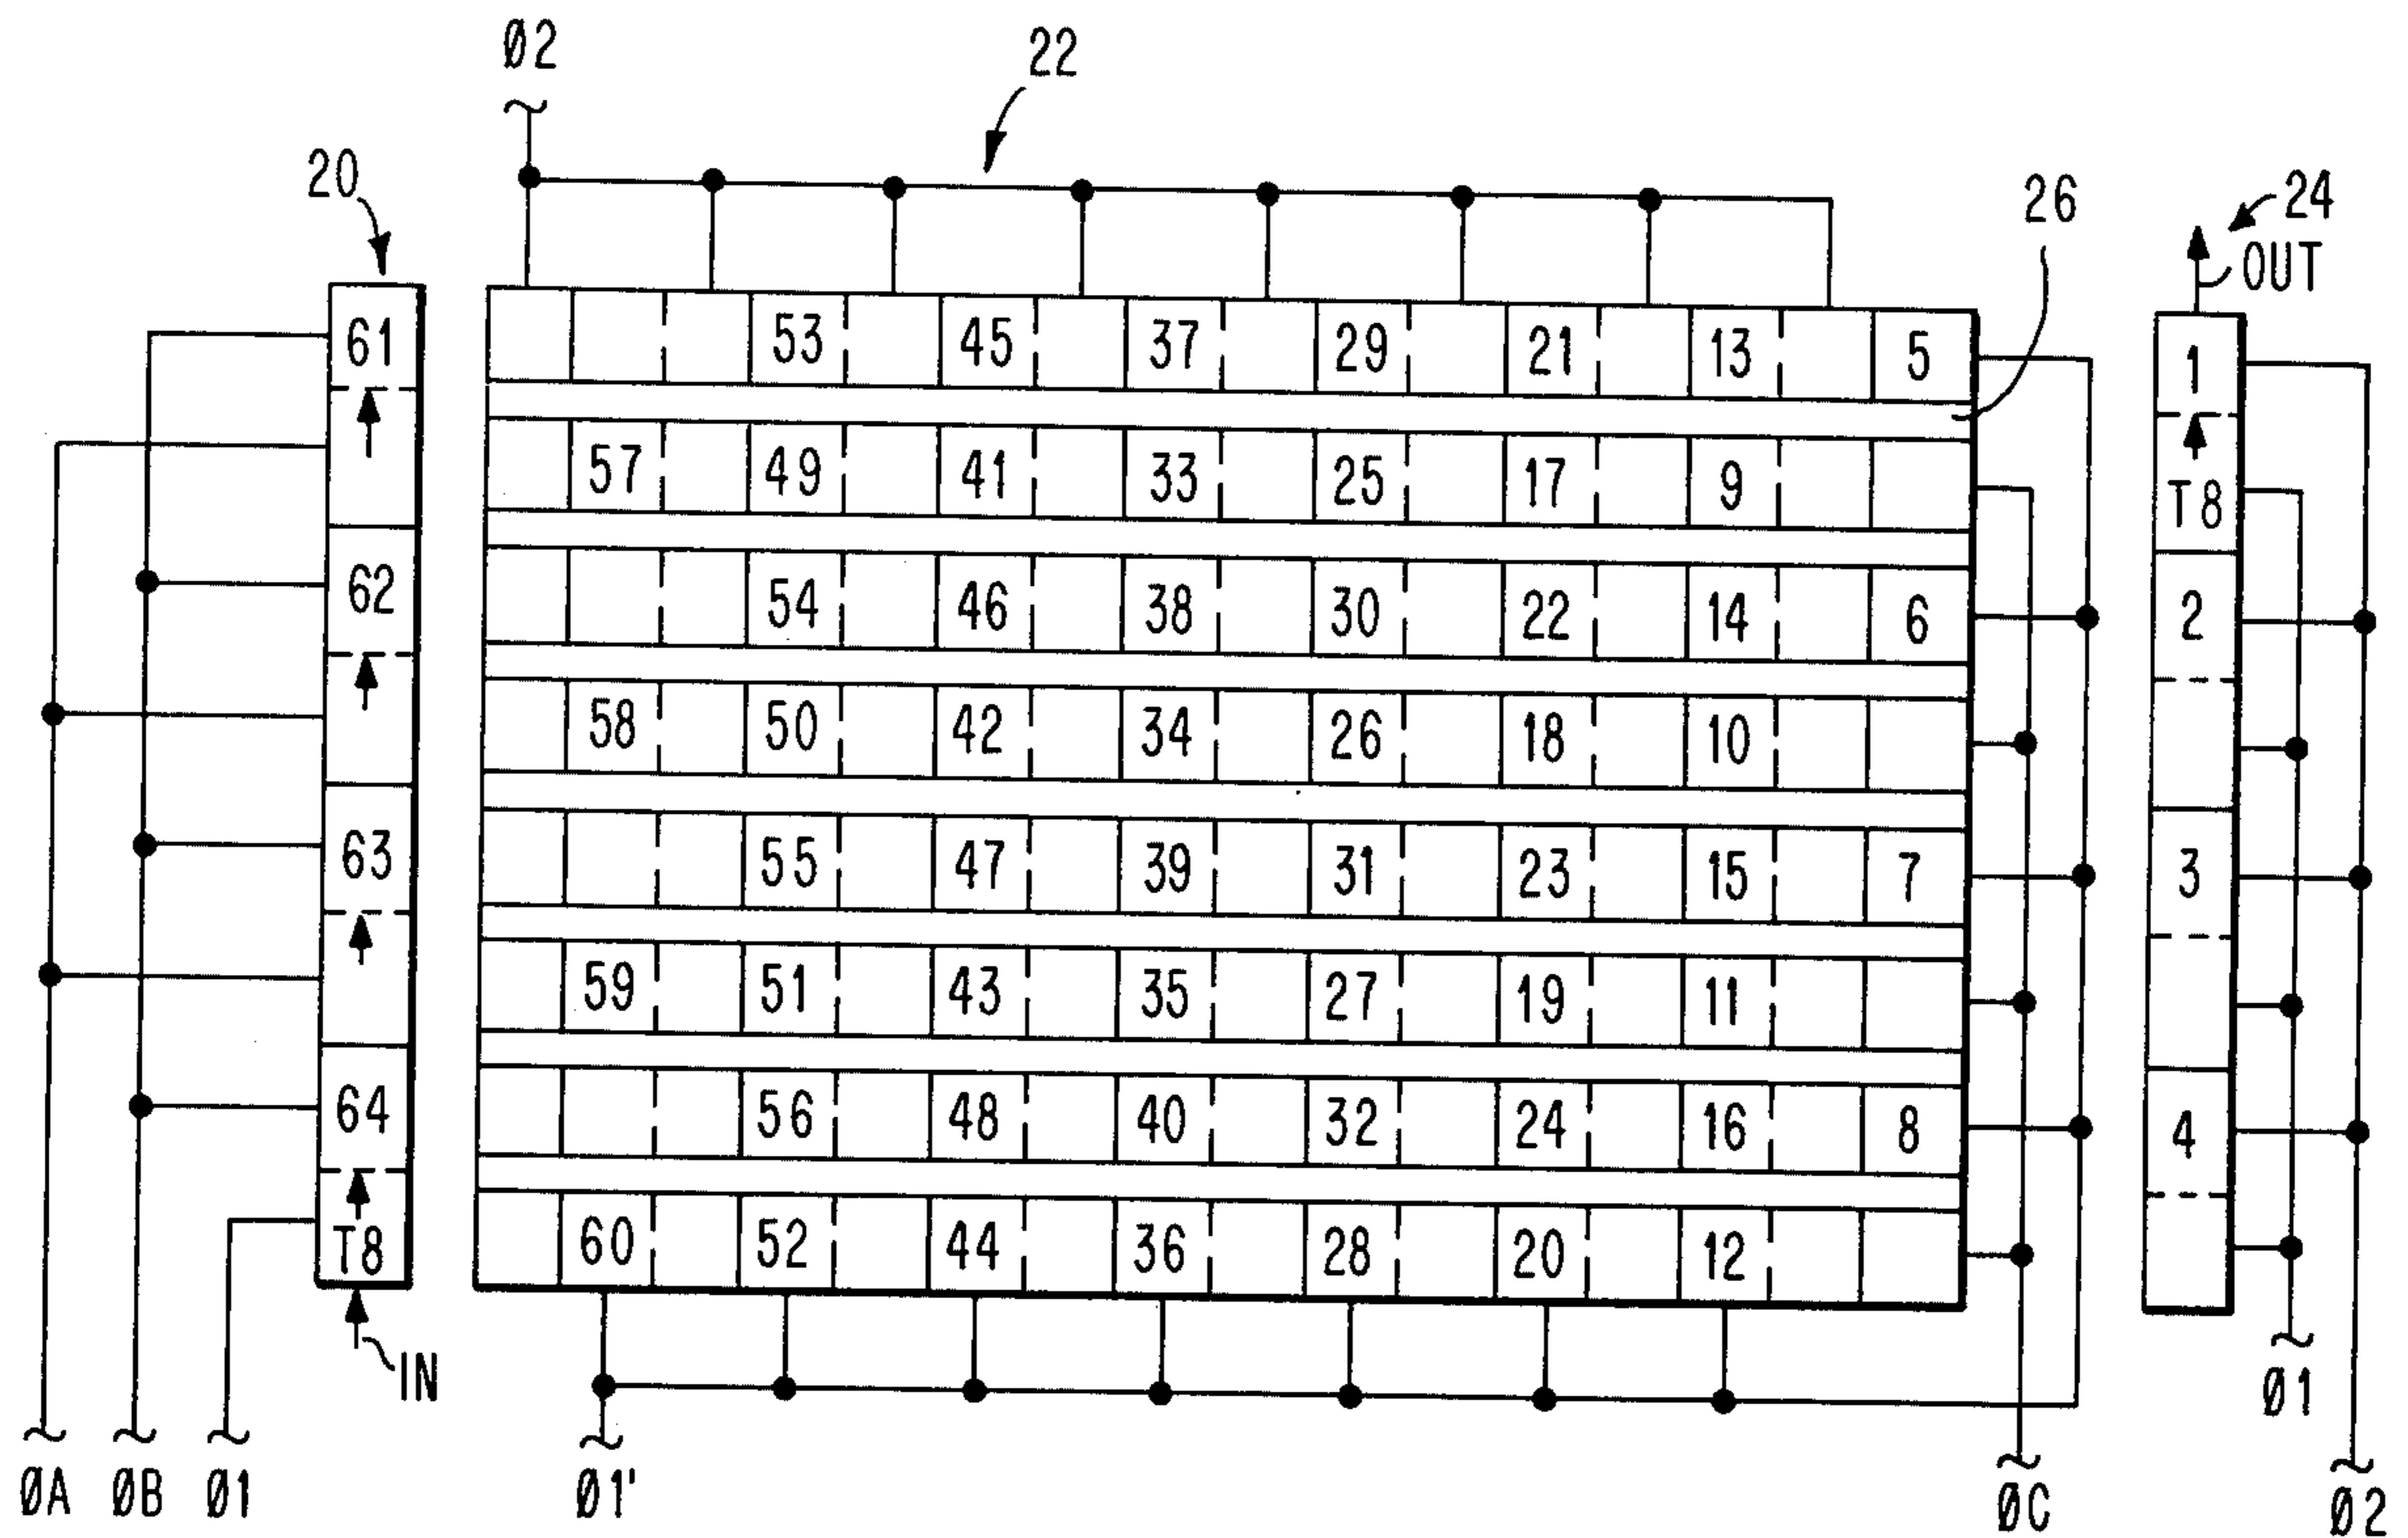 Ø2
22
20
26
24
OUT
61 53 45 37 29 21 13 5 1
57 49 41 33 25 17 9 T8
62 54 46 38 30 22 14 6 2
58 50 42 34 26 18 10
63 55 47 39 31 23 15 7 3
59 51 43 35 27 19 11
64 56 48 40 32 24 16 8 4
T8 60 52 44 36 28 20 12
IN
Ø1
ØA ØB Ø1 Ø1' ØC Ø2